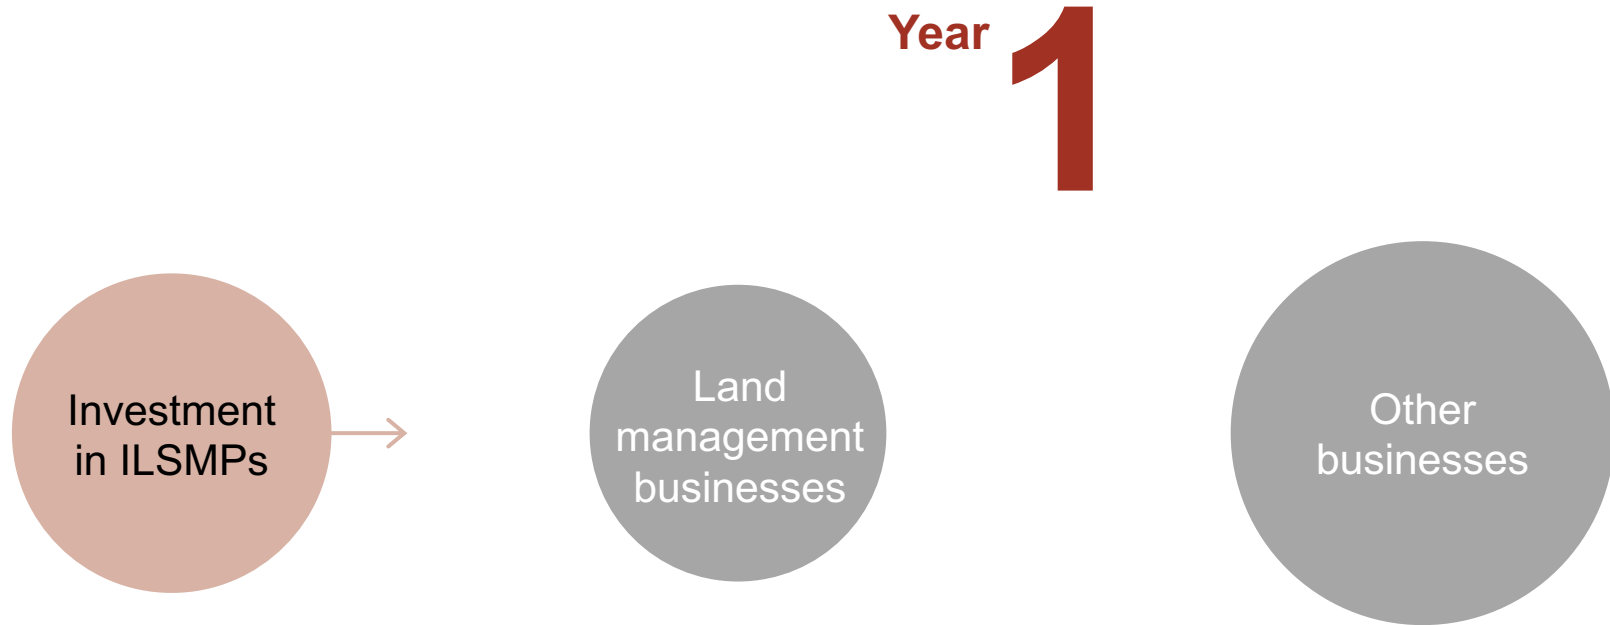 Year 1
Investment
in ILSMPs
Land
management
businesses
Other
businesses